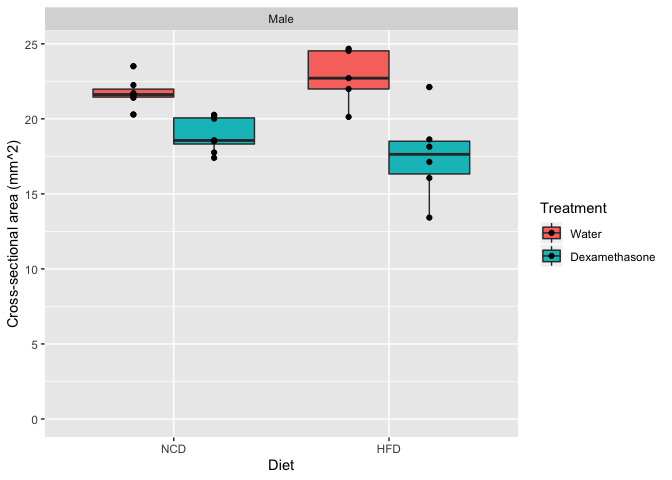 Male
25
20
15
10
5
0
Cross-sectional area (mm^2)
NCD
HFD
Diet
Treatment
Water
Dexamethasone